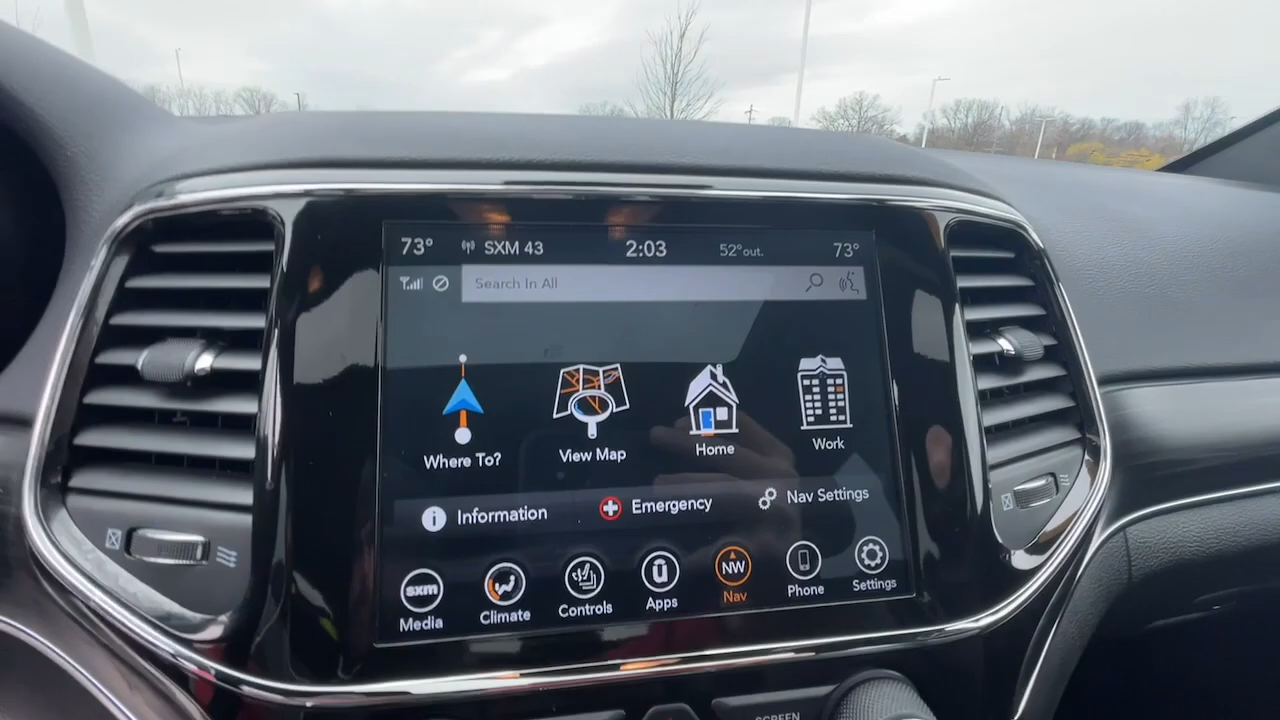 73° SXM 43 2:03 52°out. 73°
Search In All
Where To? View Map Home Work
Information Emergency Nav Settings
sxm NW
Media Climate Controls Apps Nav Phone Settings
SCREEN